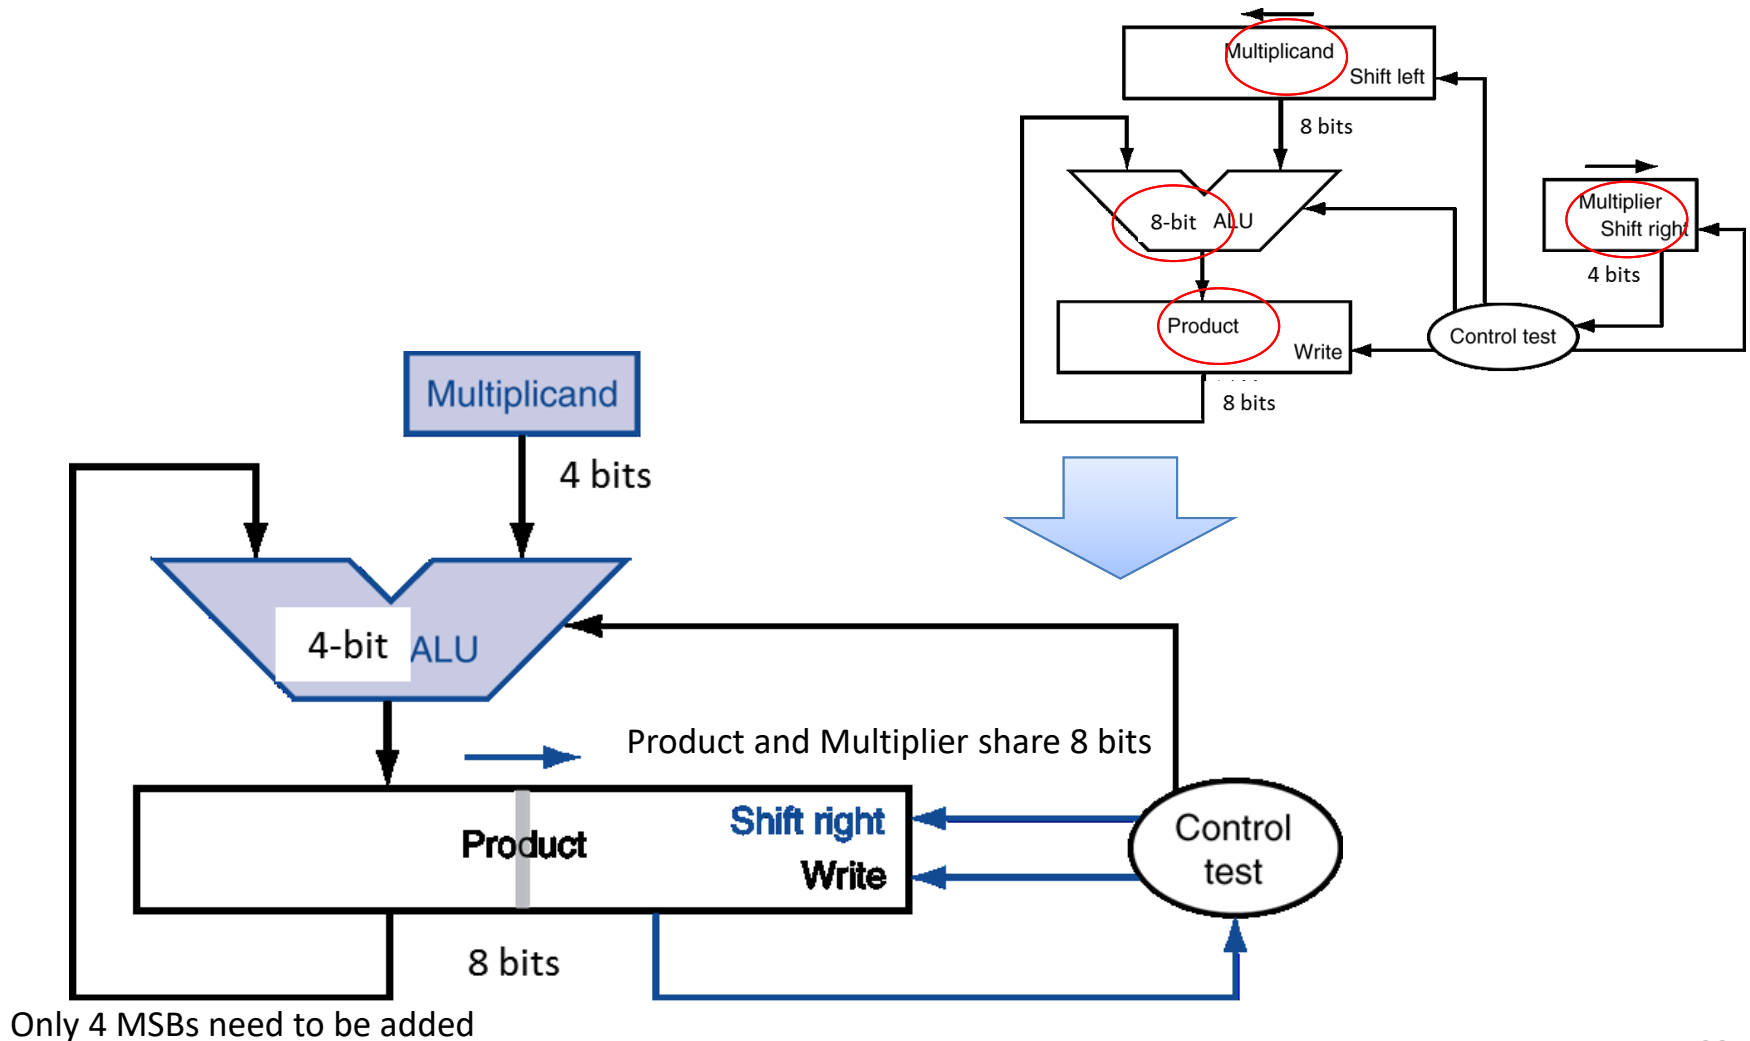 Multiplicand
Shift left
8 bits
8-bit ALU
Multiplier
Shift right
4 bits
Product
Write
Control test
8 bits
Multiplicand
4 bits
4-bit ALU
Product and Multiplier share 8 bits
Product
Shift right
Write
Control
test
8 bits
Only 4 MSBs need to be added